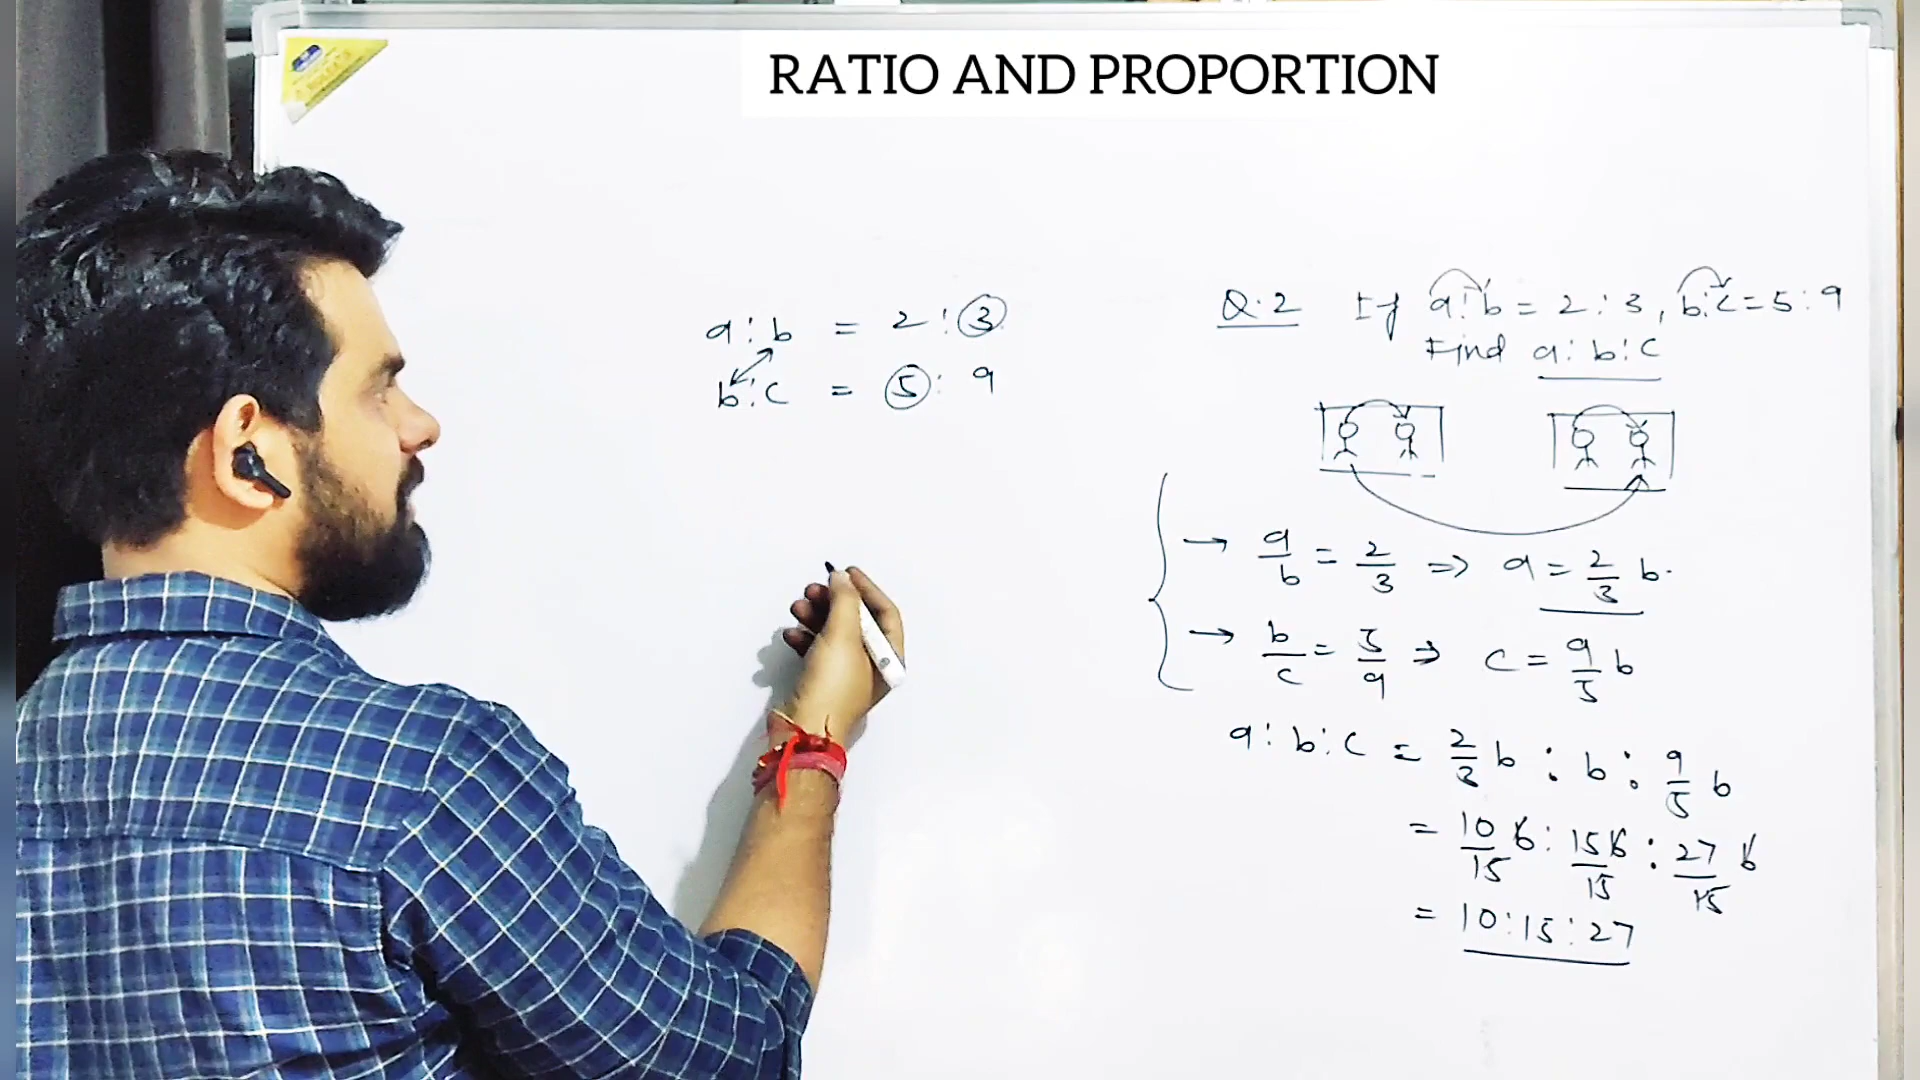 RATIO AND PROPORTION
a : b = 2 : 3
b : c = 5 : 9
Q.2 If a : b = 2 : 3, b : c = 5 : 9
Find a : b : c
→ a/b = 2/3 ⇒ a = 2/3 b.
→ b/c = 5/9 ⇒ c = 9/5 b
a : b : c = 2/3 b : b : 9/5 b
= 10/15 b : 15b/15 : 27/15 b
= 10 : 15 : 27